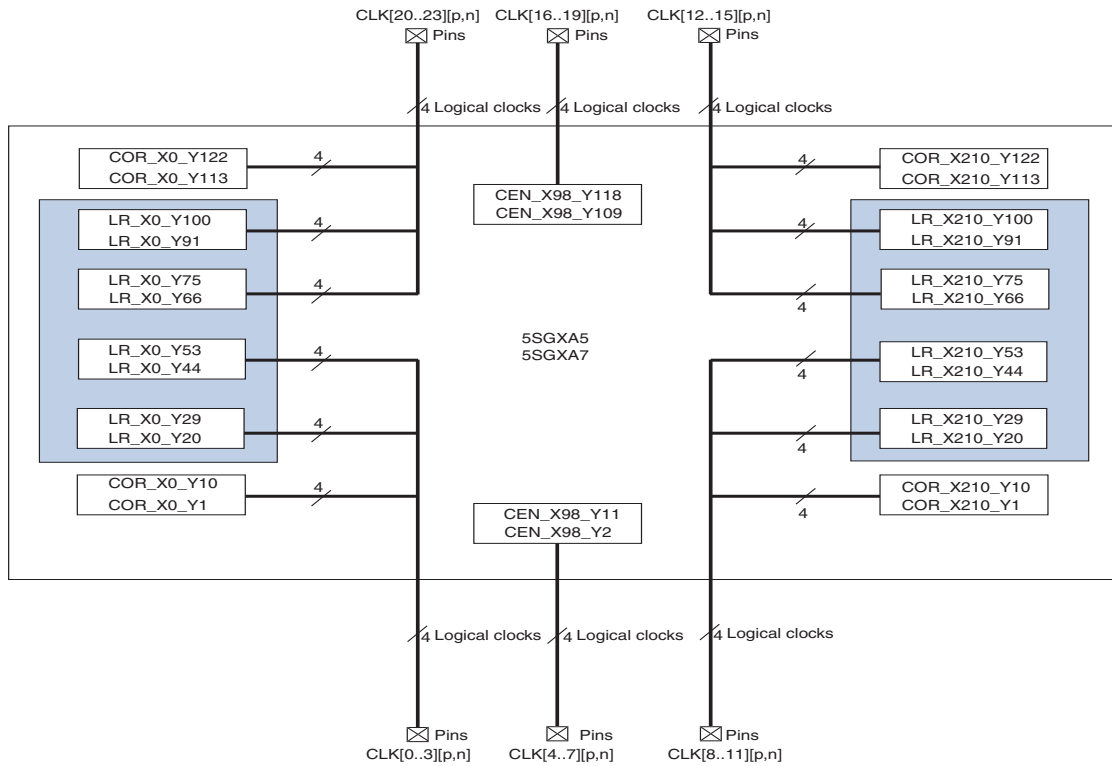 CLK[20..23][p,n] CLK[16..19][p,n] CLK[12..15][p,n]
Pins Pins Pins
4 Logical clocks 4 Logical clocks 4 Logical clocks
COR_X0_Y122
COR_X0_Y113
4
4
COR_X210_Y122
COR_X210_Y113
CEN_X98_Y118
CEN_X98_Y109
LR_X0_Y100
LR_X0_Y91
4
4
LR_X210_Y100
LR_X210_Y91
LR_X0_Y75
LR_X0_Y66
4
4
LR_X210_Y75
LR_X210_Y66
5SGXA5
5SGXA7
LR_X0_Y53
LR_X0_Y44
4
4
LR_X210_Y53
LR_X210_Y44
LR_X0_Y29
LR_X0_Y20
4
4
LR_X210_Y29
LR_X210_Y20
COR_X0_Y10
COR_X0_Y1
4
4
COR_X210_Y10
COR_X210_Y1
CEN_X98_Y11
CEN_X98_Y2
4 Logical clocks 4 Logical clocks 4 Logical clocks
Pins Pins Pins
CLK[0..3][p,n] CLK[4..7][p,n] CLK[8..11][p,n]